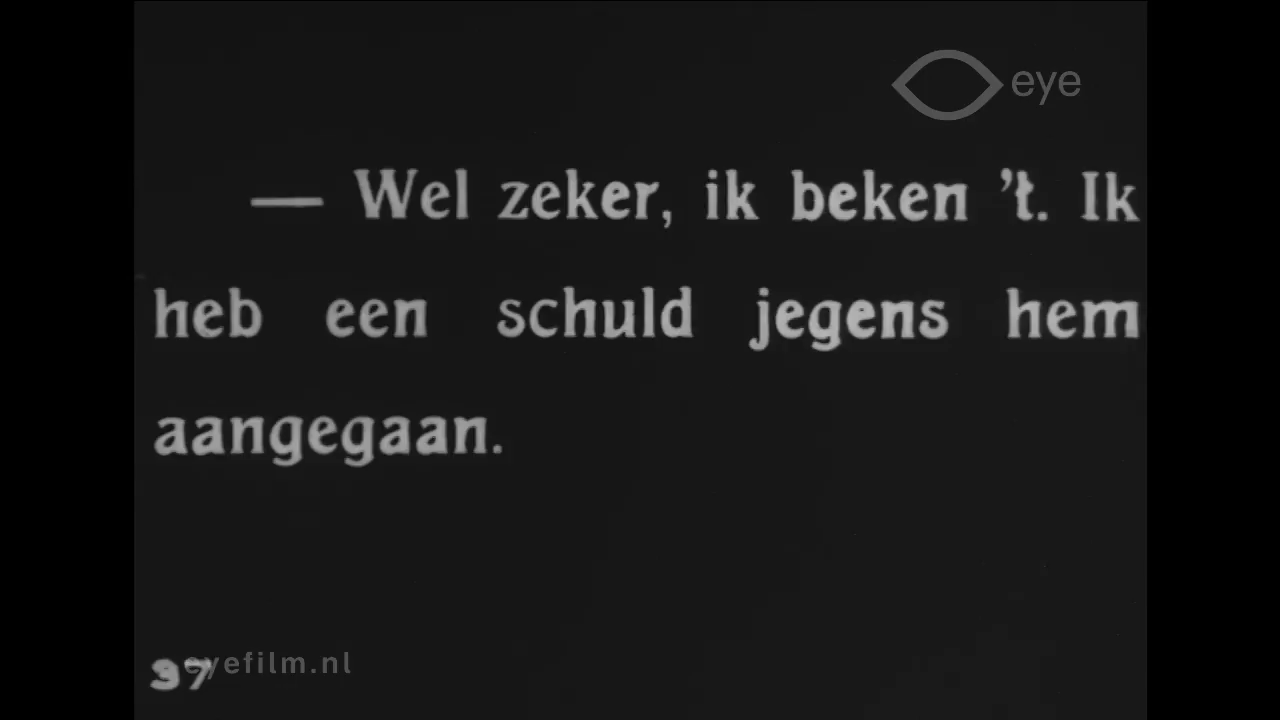 eye
— Wel zeker, ik beken 't. Ik
heb een schuld jegens hem
aangegaan.
37
eyefilm.nl